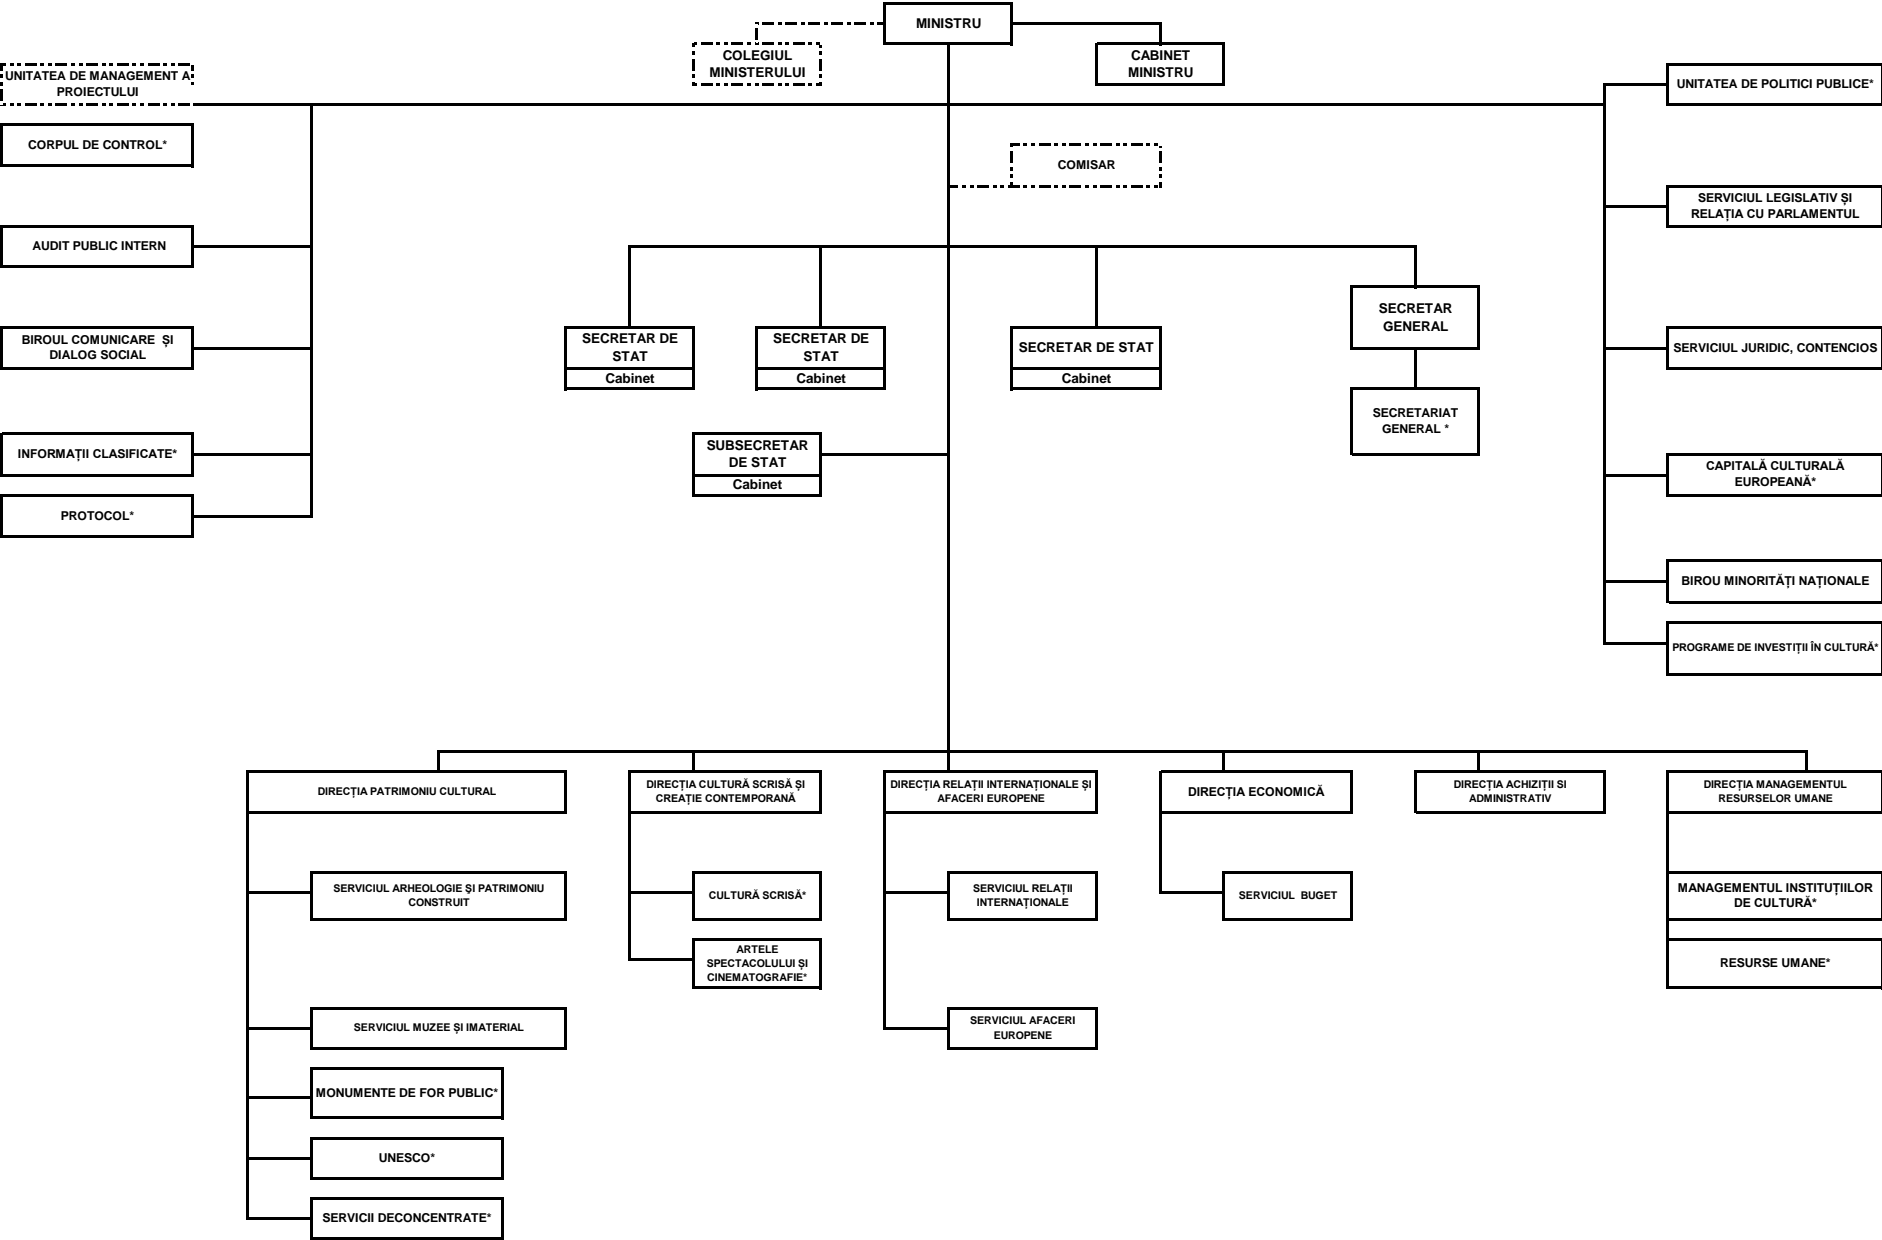 MINISTRU
COLEGIUL
MINISTERULUI
CABINET
MINISTRU
UNITATEA DE MANAGEMENT A
PROIECTULUI
UNITATEA DE POLITICI PUBLICE*
CORPUL DE CONTROL*
COMISAR
SERVICIUL LEGISLATIV ȘI
RELAȚIA CU PARLAMENTUL
AUDIT PUBLIC INTERN
SECRETAR
GENERAL
BIROUL COMUNICARE ȘI
DIALOG SOCIAL
SECRETAR DE
STAT
Cabinet
SECRETAR DE
STAT
Cabinet
SECRETAR DE STAT
Cabinet
SERVICIUL JURIDIC, CONTENCIOS
SECRETARIAT
GENERAL *
INFORMAȚII CLASIFICATE*
SUBSECRETAR
DE STAT
Cabinet
CAPITALĂ CULTURALĂ
EUROPEANĂ*
PROTOCOL*
BIROU MINORITĂȚI NAȚIONALE
PROGRAME DE INVESTIȚII ÎN CULTURĂ*
DIRECȚIA PATRIMONIU CULTURAL
DIRECȚIA CULTURĂ SCRISĂ ȘI
CREAȚIE CONTEMPORANĂ
DIRECȚIA RELAȚII INTERNAȚIONALE ȘI
AFACERI EUROPENE
DIRECȚIA ECONOMICĂ
DIRECȚIA ACHIZIȚII SI
ADMINISTRATIV
DIRECȚIA MANAGEMENTUL
RESURSELOR UMANE
SERVICIUL ARHEOLOGIE ŞI PATRIMONIU
CONSTRUIT
CULTURĂ SCRISĂ*
SERVICIUL RELAȚII
INTERNAȚIONALE
SERVICIUL BUGET
MANAGEMENTUL INSTITUȚIILOR
DE CULTURĂ*
ARTELE
SPECTACOLULUI ȘI
CINEMATOGRAFIE*
RESURSE UMANE*
SERVICIUL MUZEE ȘI IMATERIAL
SERVICIUL AFACERI
EUROPENE
MONUMENTE DE FOR PUBLIC*
UNESCO*
SERVICII DECONCENTRATE*